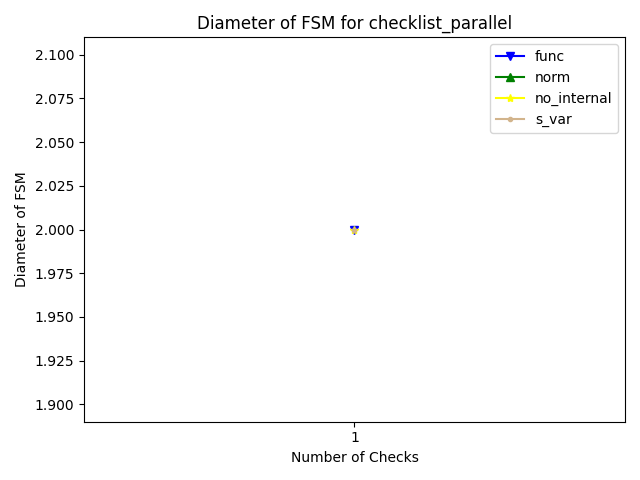 Diameter of FSM for checklist_parallel
func
norm
no_internal
s_var
Diameter of FSM
2.100
2.075
2.050
2.025
2.000
1.975
1.950
1.925
1.900
1
Number of Checks